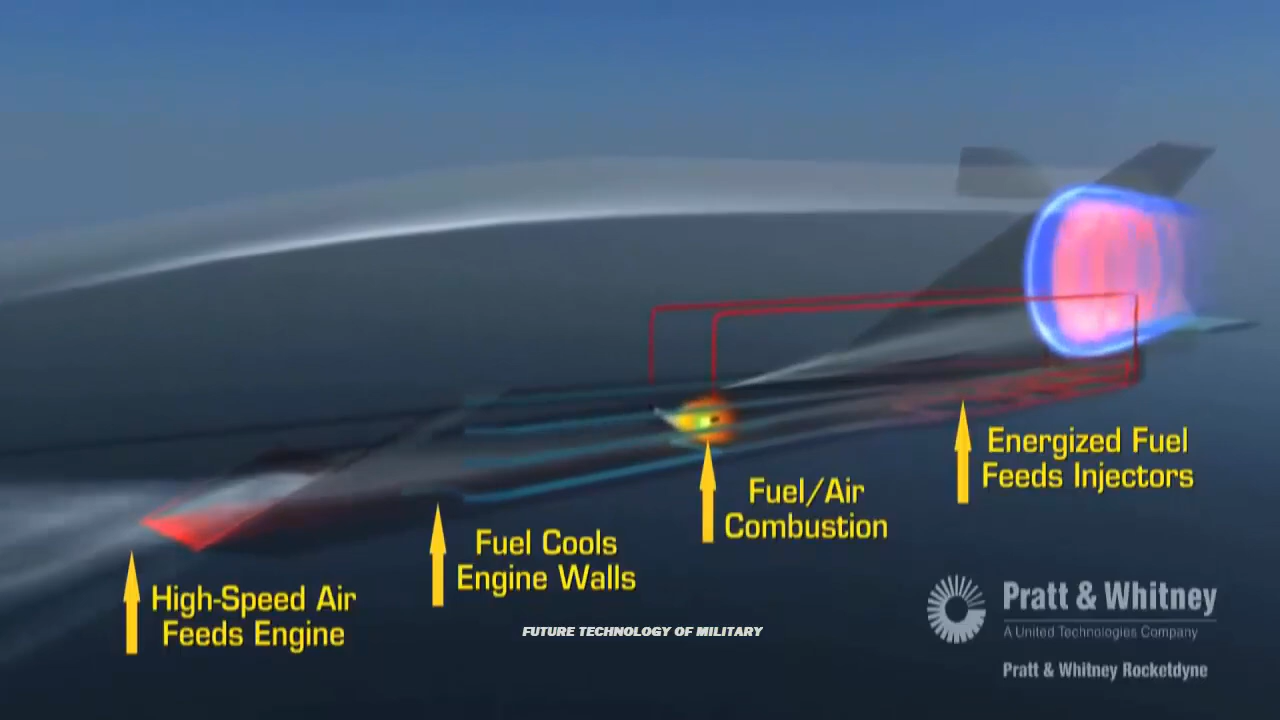 Energized Fuel
Feeds Injectors
Fuel/Air
Combustion
Fuel Cools
Engine Walls
High-Speed Air
Feeds Engine
FUTURE TECHNOLOGY OF MILITARY
Pratt & Whitney
A United Technologies Company
Pratt & Whitney Rocketdyne